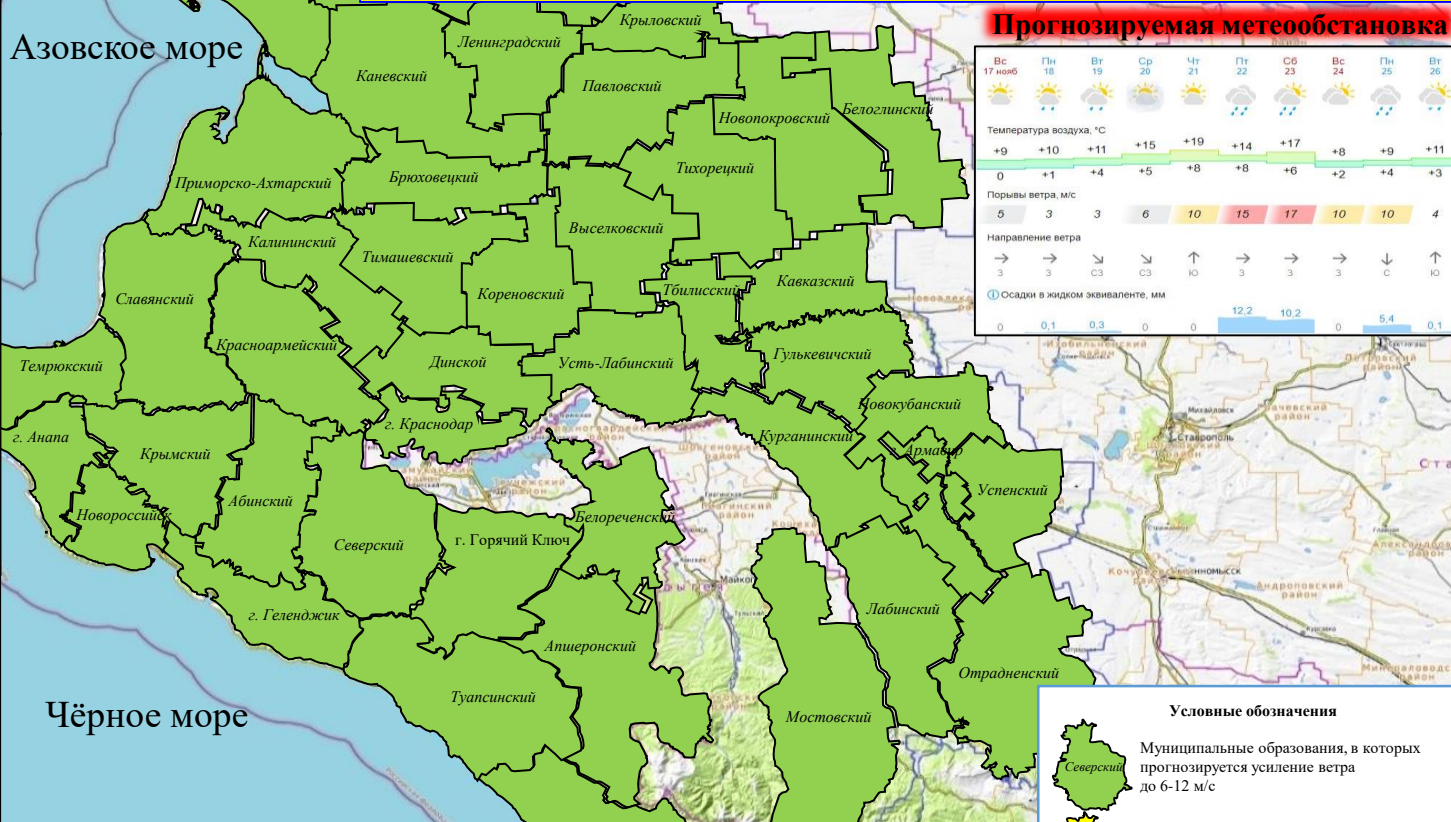 Азовское море
Прогнозируемая метеообстановка
Вс Пн Вт Ср Чт Пт Сб Вс Пн Вт
17 нояб 18 19 20 21 22 23 24 25 26
Температура воздуха, °C
+9 +10 +11 +15 +19 +14 +17 +8 +9 +11
0 +1 +4 +5 +8 +8 +6 +2 +4 +3
Порывы ветра, м/с
5 3 3 6 10 15 17 10 10 4
Направление ветра
З З СЗ СЗ Ю З З З С Ю
Осадки в жидком эквиваленте, мм
0 0,1 0,3 0 0 12,2 10,2 0 5,4 0,1
Крыловский
Ленинградский
Каневский
Павловский
Новопокровский
Белоглинский
Тихорецкий
Приморско-Ахтарский
Брюховецкий
Выселковский
Калининский
Тимашевский
Кореновский
Тбилисский
Кавказский
Славянский
Красноармейский
Динской
Усть-Лабинский
Гулькевичский
Темрюкский
г. Краснодар
Новокубанский
г. Анапа
Крымский
Курганинский
Армавир
Абинский
Успенский
Новороссийск
Северский
г. Горячий Ключ
Белореченский
Майкоп
г. Геленджик
Лабинский
Апшеронский
Отрадненский
Туапсинский
Мостовский
Чёрное море
Михайловск
Ставрополь
Андроповский
район
Условные обозначения
Северский
Муниципальные образования, в которых
прогнозируется усиление ветра
до 6-12 м/с